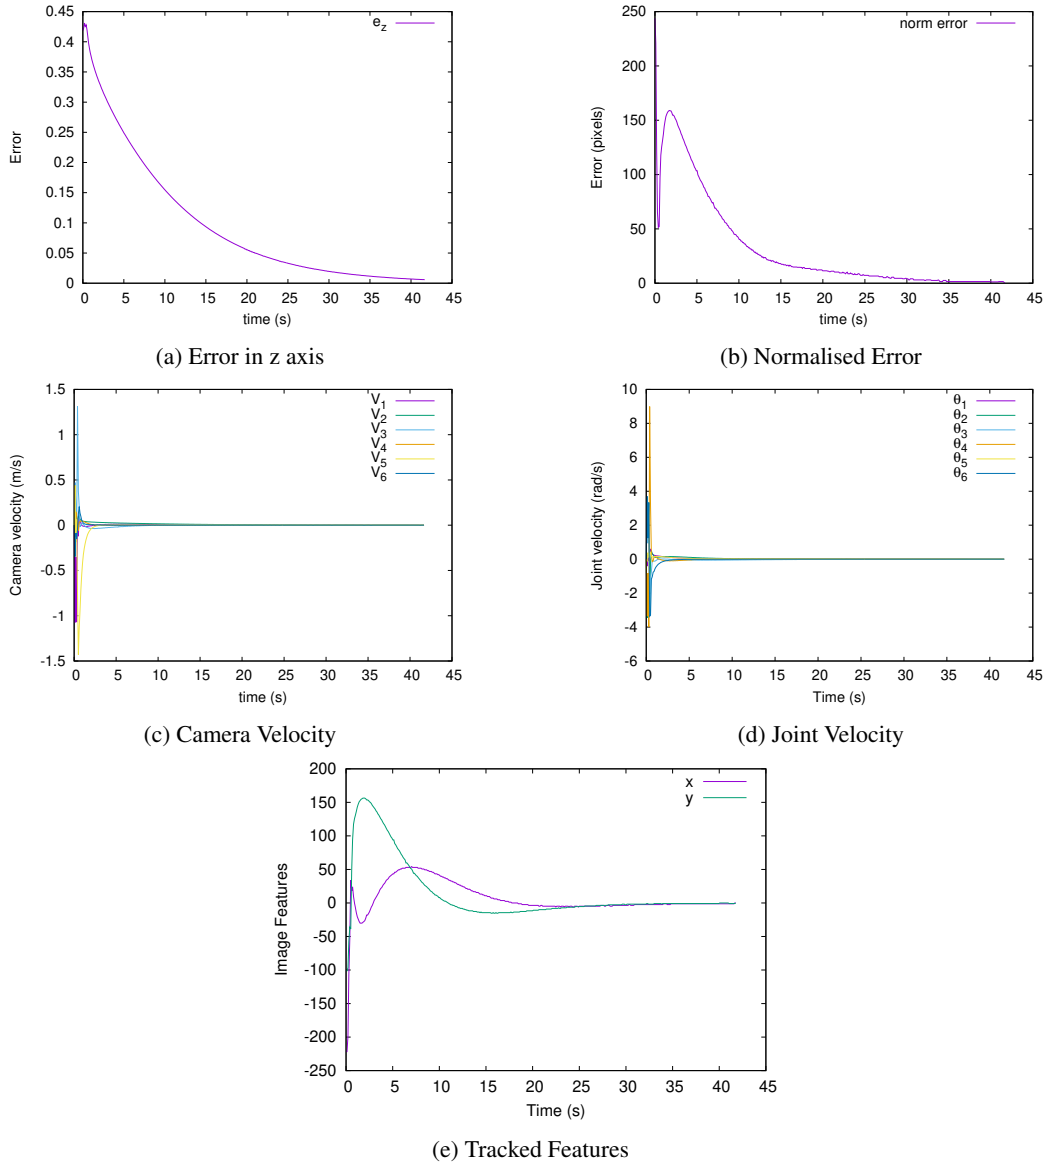 e_z
0.45
0.4
0.35
0.3
0.25
0.2
0.15
0.1
0.05
0
Error
0 5 10 15 20 25 30 35 40 45
time (s)
(a) Error in z axis
norm error
250
200
150
100
50
0
Error (pixels)
0 5 10 15 20 25 30 35 40 45
time (s)
(b) Normalised Error
V_1
V_2
V_3
V_4
V_5
V_6
1.5
1
0.5
0
-0.5
-1
-1.5
Camera velocity (m/s)
0 5 10 15 20 25 30 35 40 45
time (s)
(c) Camera Velocity
θ_1
θ_2
θ_3
θ_4
θ_5
θ_6
10
8
6
4
2
0
-2
-4
-6
Joint velocity (rad/s)
0 5 10 15 20 25 30 35 40 45
Time (s)
(d) Joint Velocity
x
y
200
150
100
50
0
-50
-100
-150
-200
-250
Image Features
0 5 10 15 20 25 30 35 40 45
Time (s)
(e) Tracked Features